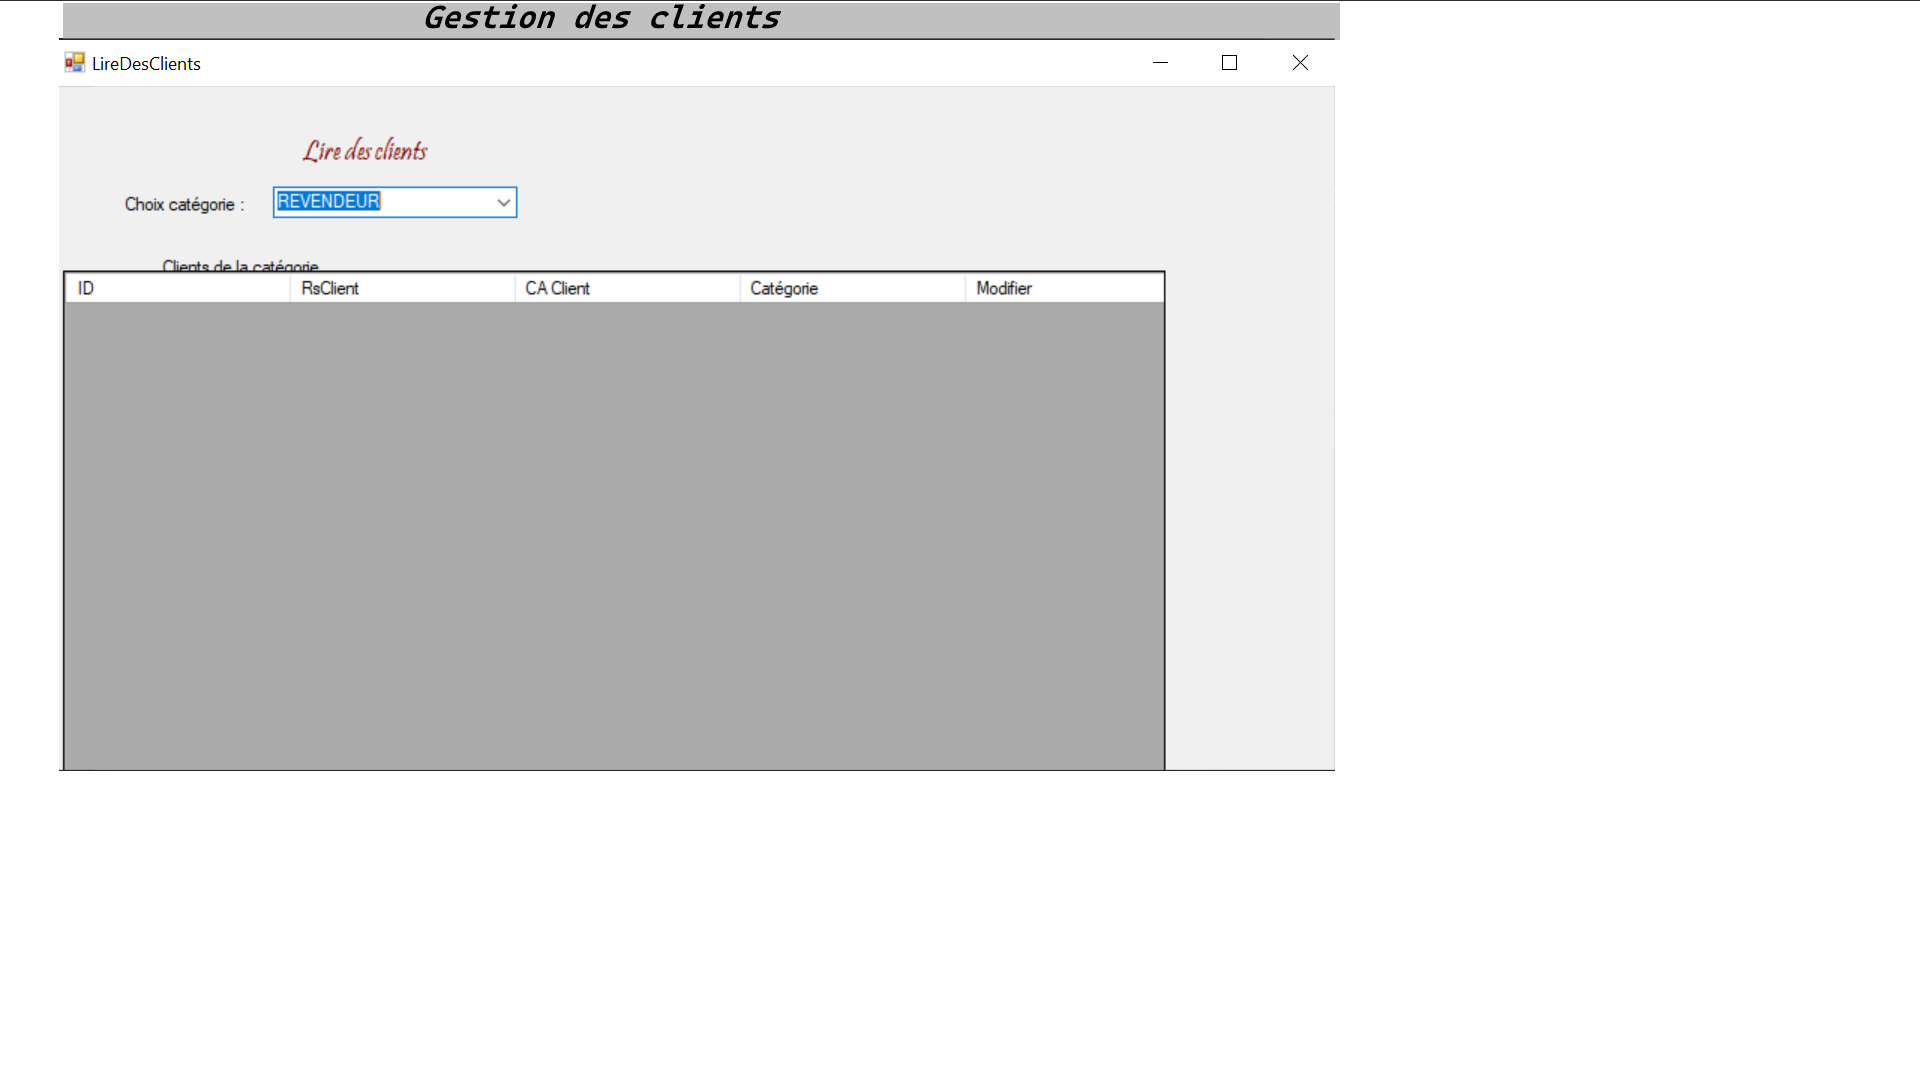 Gestion des clients
LireDesClients
Lire des clients
Choix catégorie :
REVENDEUR
Clients de la catégorie
ID RsClient CA Client Catégorie Modifier